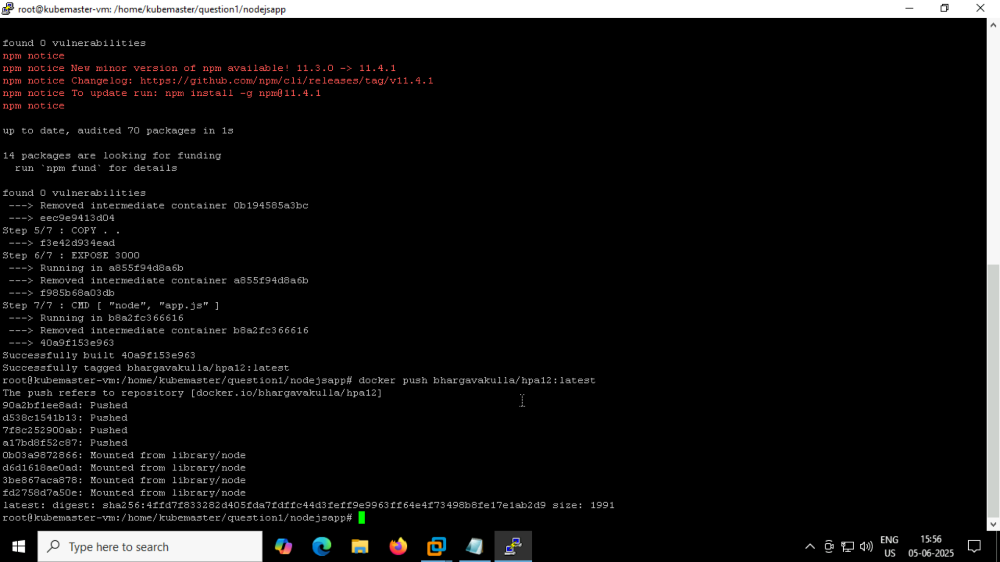 root@kubemaster-vm: /home/kubemaster/question1/nodejsapp
found 0 vulnerabilities
npm notice
npm notice New minor version of npm available! 11.3.0 -> 11.4.1
npm notice Changelog: https://github.com/npm/cli/releases/tag/v11.4.1
npm notice To update run: npm install -g npm@11.4.1
npm notice
up to date, audited 70 packages in 1s
14 packages are looking for funding
run `npm fund` for details
found 0 vulnerabilities
---> Removed intermediate container 0b194585a3bc
---> eec9e9413d04
Step 5/7 : COPY . .
---> f3e42d934ead
Step 6/7 : EXPOSE 3000
---> Running in a855f94d8a6b
---> Removed intermediate container a855f94d8a6b
---> f985b68a03db
Step 7/7 : CMD [ "node", "app.js" ]
---> Running in b8a2fc366616
---> Removed intermediate container b8a2fc366616
---> 40a9f153e963
Successfully built 40a9f153e963
Successfully tagged bhargavakulla/hpa12:latest
root@kubemaster-vm:/home/kubemaster/question1/nodejsapp# docker push bhargavakulla/hpa12:latest
The push refers to repository [docker.io/bhargavakulla/hpa12]
90a2bf1ee8ad: Pushed
d538c1541b13: Pushed
7f8c252900ab: Pushed
a17bd8f52c87: Pushed
0b03a9872866: Mounted from library/node
d6d1618ae0ad: Mounted from library/node
3be867aca878: Mounted from library/node
fd2758d7a50e: Mounted from library/node
latest: digest: sha256:4ffd7f833282d405fda7fdffc44d3feff9e9963ff64e4f73498b8fe17e1ab2d9 size: 1991
root@kubemaster-vm:/home/kubemaster/question1/nodejsapp#
Type here to search
ENG
US
15:56
05-06-2025